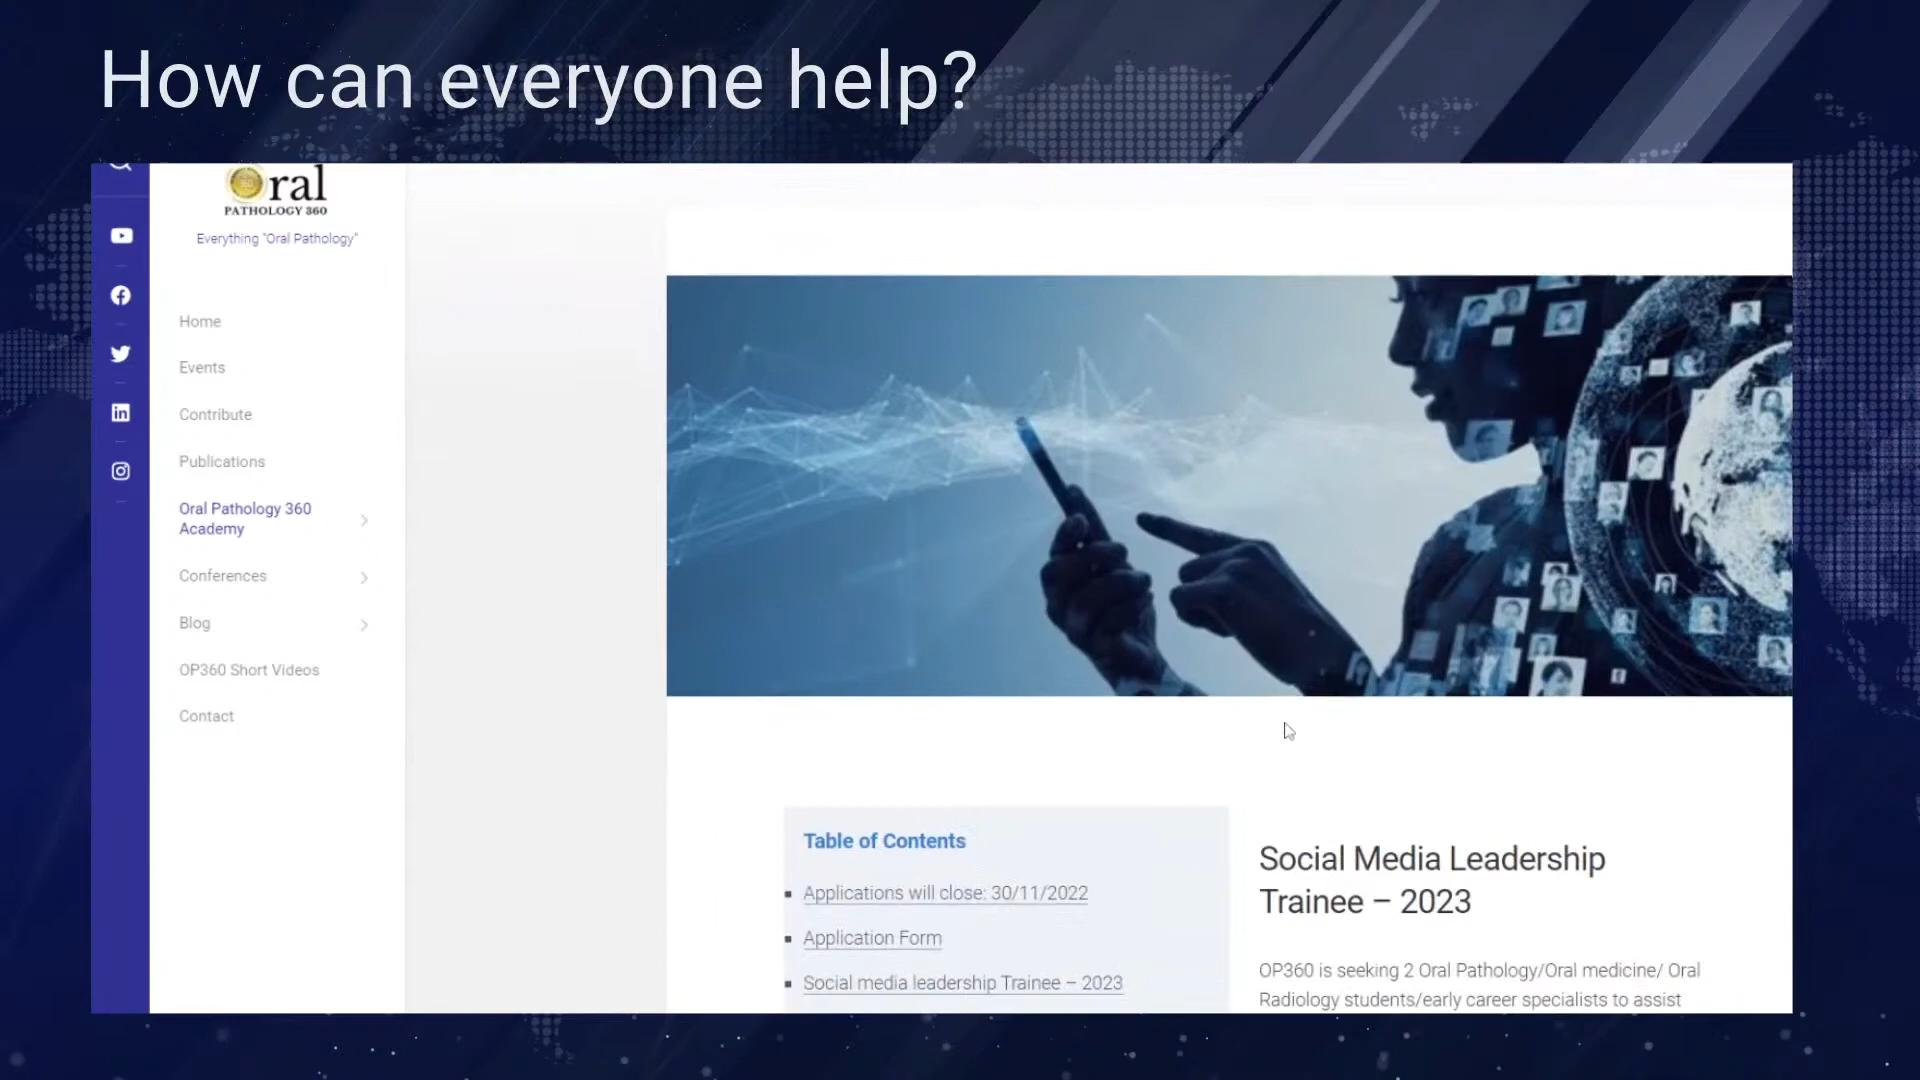 How can everyone help?
Oral
PATHOLOGY 360
Everything "Oral Pathology"
Home
Events
Contribute
Publications
Oral Pathology 360
Academy
Conferences
Blog
OP360 Short Videos
Contact
Table of Contents
Applications will close: 30/11/2022
Application Form
Social media leadership Trainee – 2023
Social Media Leadership
Trainee – 2023
OP360 is seeking 2 Oral Pathology/Oral medicine/ Oral
Radiology students/early career specialists to assist